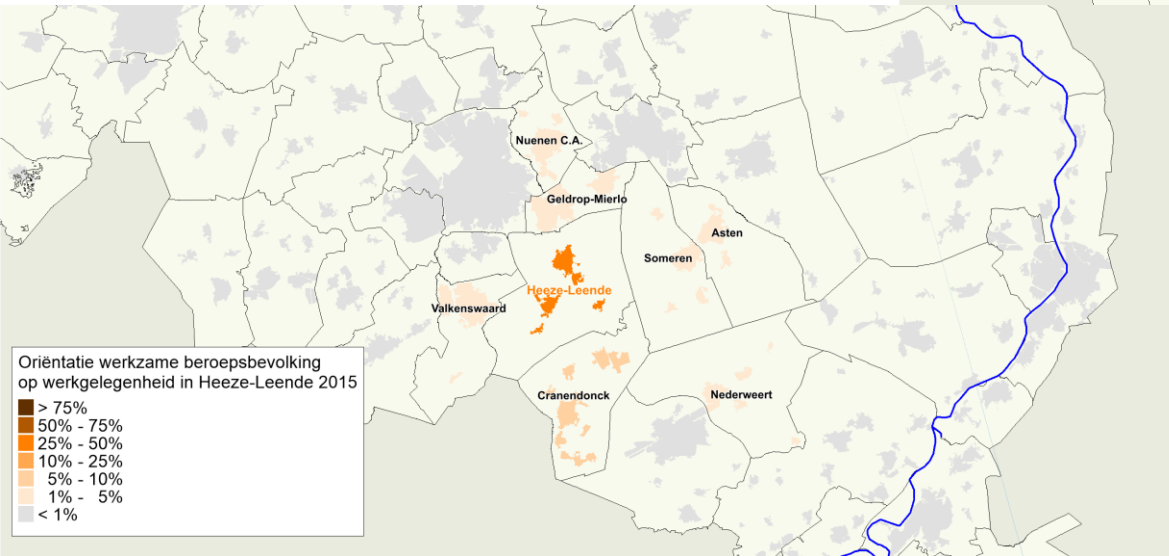 Nuenen C.A.
Geldrop-Mierlo
Asten
Someren
Heeze-Leende
Valkenswaard
Cranendonck
Nederweert
Oriëntatie werkzame beroepsbevolking
op werkgelegenheid in Heeze-Leende 2015
> 75%
50% - 75%
25% - 50%
10% - 25%
5% - 10%
1% - 5%
< 1%